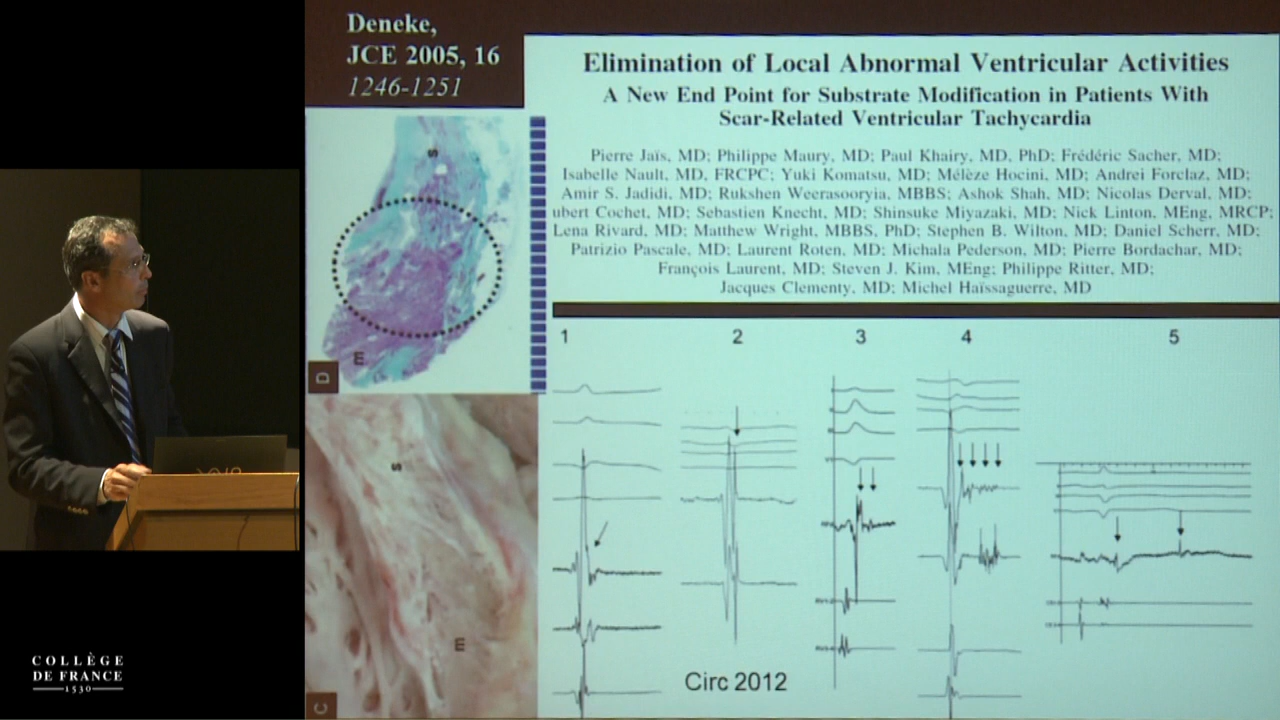 Deneke,
JCE 2005, 16
1246-1251
Elimination of Local Abnormal Ventricular Activities
A New End Point for Substrate Modification in Patients With
Scar-Related Ventricular Tachycardia
Pierre Jaïs, MD; Philippe Maury, MD; Paul Khairy, MD, PhD; Frédéric Sacher, MD;
Isabelle Nault, MD, FRCPC; Yuki Komatsu, MD; Mélèze Hocini, MD; Andrei Forclaz, MD;
Amir S. Jadidi, MD; Rukshen Weerasooryia, MBBS; Ashok Shah, MD; Nicolas Derval, MD;
ubert Cochet, MD; Sebastien Knecht, MD; Shinsuke Miyazaki, MD; Nick Linton, MEng, MRCP;
Lena Rivard, MD; Matthew Wright, MBBS, PhD; Stephen B. Wilton, MD; Daniel Scherr, MD;
Patrizio Pascale, MD; Laurent Roten, MD; Michala Pederson, MD; Pierre Bordachar, MD;
François Laurent, MD; Steven J. Kim, MEng; Philippe Ritter, MD;
Jacques Clementy, MD; Michel Haïssaguerre, MD
s
m
D
1 2 3 4 5
s
m
C
Circ 2012
COLLÈGE
DE FRANCE
1530